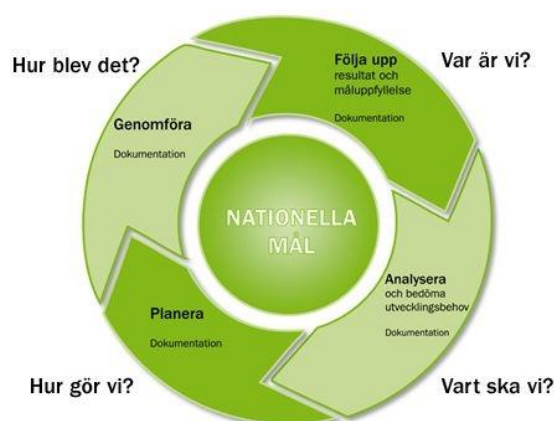 Hur blev det?
Följa upp
resultat och
måluppfyllelse
Dokumentation
Var är vi?
Genomföra
Dokumentation
NATIONELLA
MÅL
Analysera
och bedöma
utvecklingsbehov
Dokumentation
Planera
Dokumentation
Hur gör vi?
Vart ska vi?